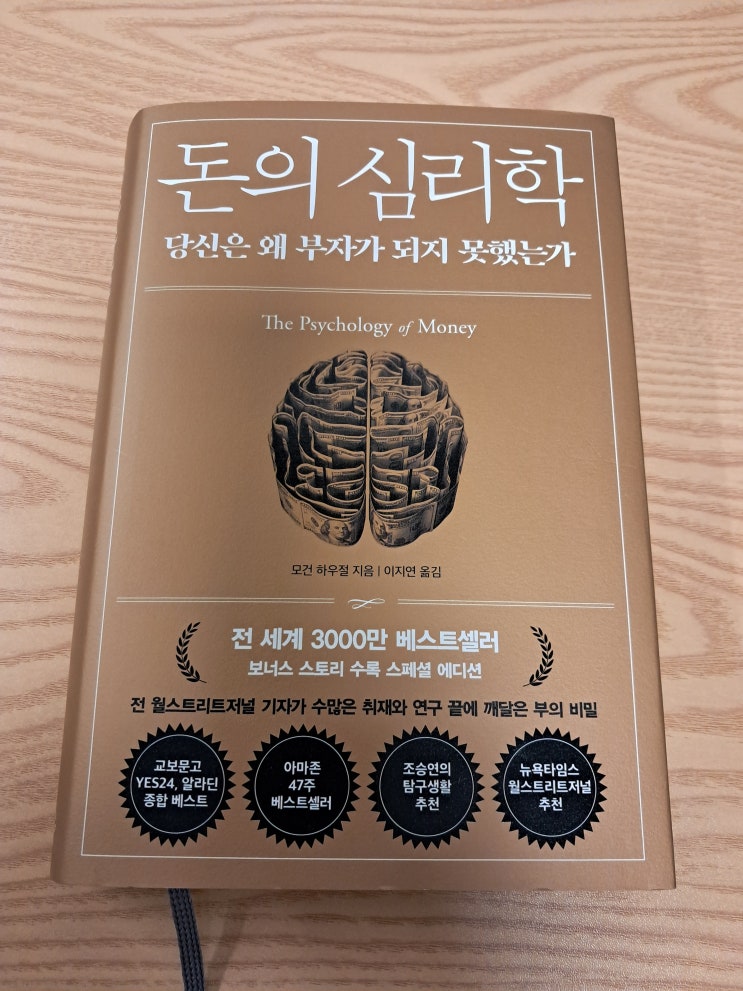 돈의 심리학
당신은 왜 부자가 되지 못했는가
The Psychology of Money
모건 하우절 지음 | 이지연 옮김
전 세계 3000만 베스트셀러
보너스 스토리 수록 스페셜 에디션
전 월스트리트저널 기자가 수많은 취재와 연구 끝에 깨달은 부의 비밀
교보문고
YES24, 알라딘
종합 베스트
아마존
47주
베스트셀러
조승연의
탐구생활
추천
뉴욕타임스
월스트리트저널
추천